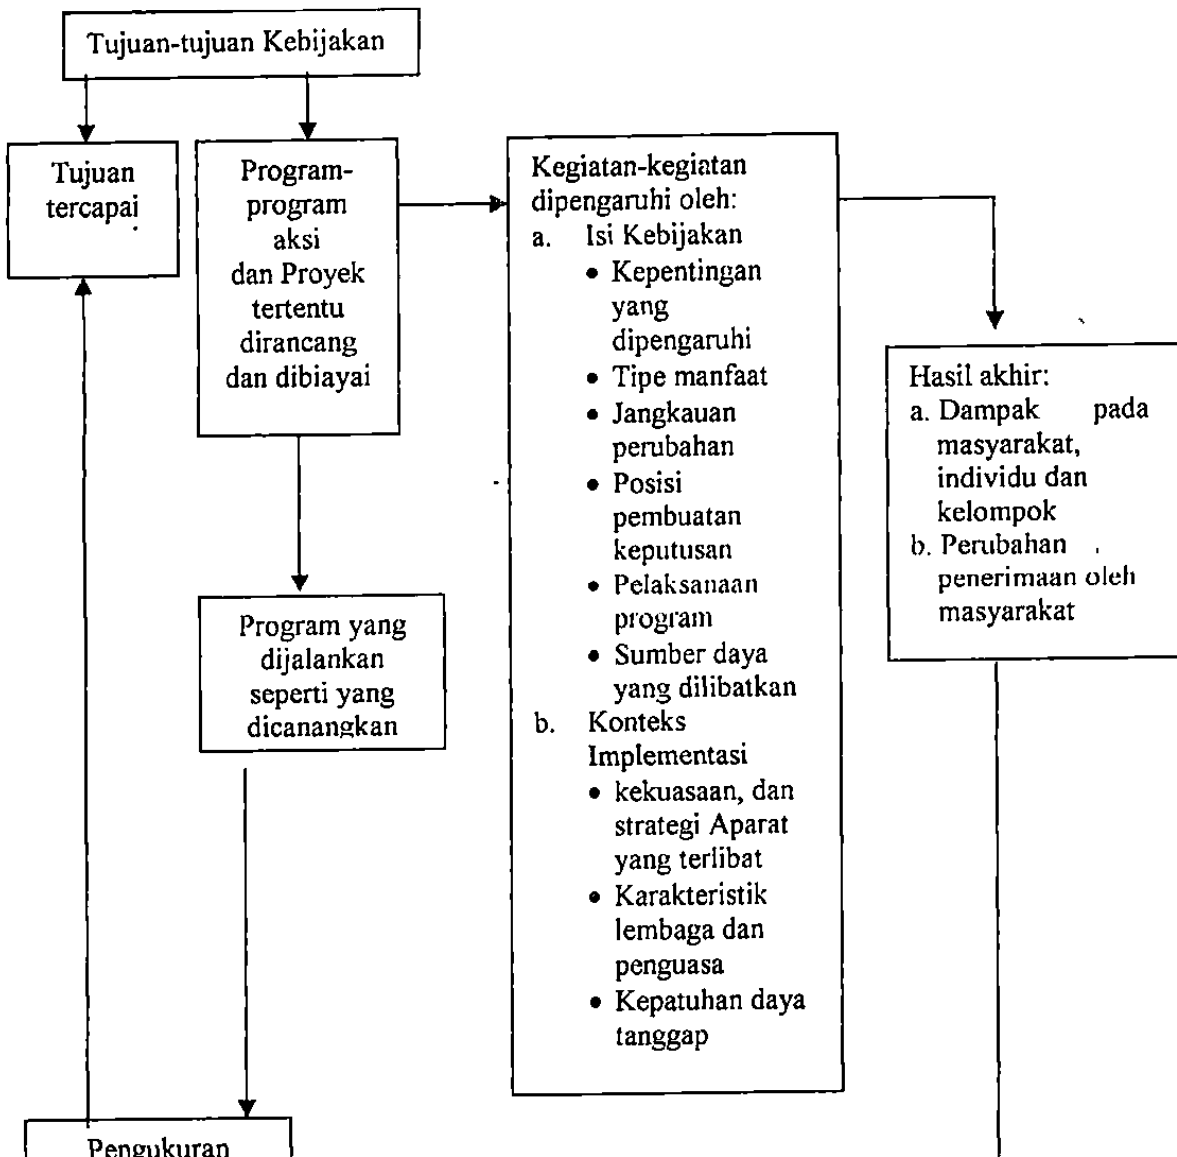 Tujuan-tujuan Kebijakan
Tujuan
tercapai
Program-
program
aksi
dan Proyek
tertentu
dirancang
dan dibiayai
Program yang
dijalankan
seperti yang
dicanangkan
Kegiatan-kegiatan
dipengaruhi oleh:
a. Isi Kebijakan
• Kepentingan
yang
dipengaruhi
• Tipe manfaat
• Jangkauan
perubahan
• Posisi
pembuatan
keputusan
• Pelaksanaan
program
• Sumber daya
yang dilibatkan
b. Konteks
Implementasi
• kekuasaan, dan
strategi Aparat
yang terlibat
• Karakteristik
lembaga dan
penguasa
• Kepatuhan daya
tanggap
Hasil akhir:
a. Dampak pada
masyarakat,
individu dan
kelompok
b. Perubahan
penerimaan oleh
masyarakat
Pengukuran